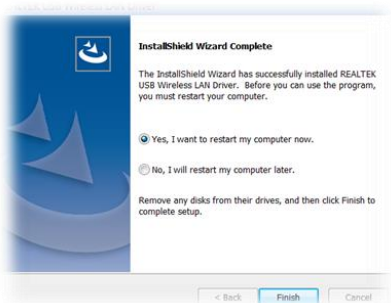 InstallShield Wizard Complete
The InstallShield Wizard has successfully installed REALTEK
USB Wireless LAN Driver. Before you can use the program,
you must restart your computer.
Yes, I want to restart my computer now.
No, I will restart my computer later.
Remove any disks from their drives, and then click Finish to
complete setup.
< Back Finish Cancel